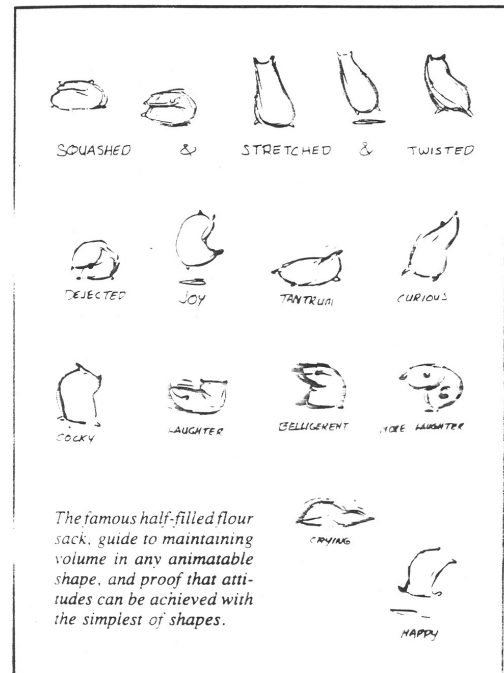 SQUASHED & STRETCHED & TWISTED
DEJECTED JOY TANTRUM CURIOUS
COCKY LAUGHTER BELLIGERENT MORE LAUGHTER
CRYING
HAPPY
The famous half-filled flour
sack, guide to maintaining
volume in any animatable
shape, and proof that atti-
tudes can be achieved with
the simplest of shapes.